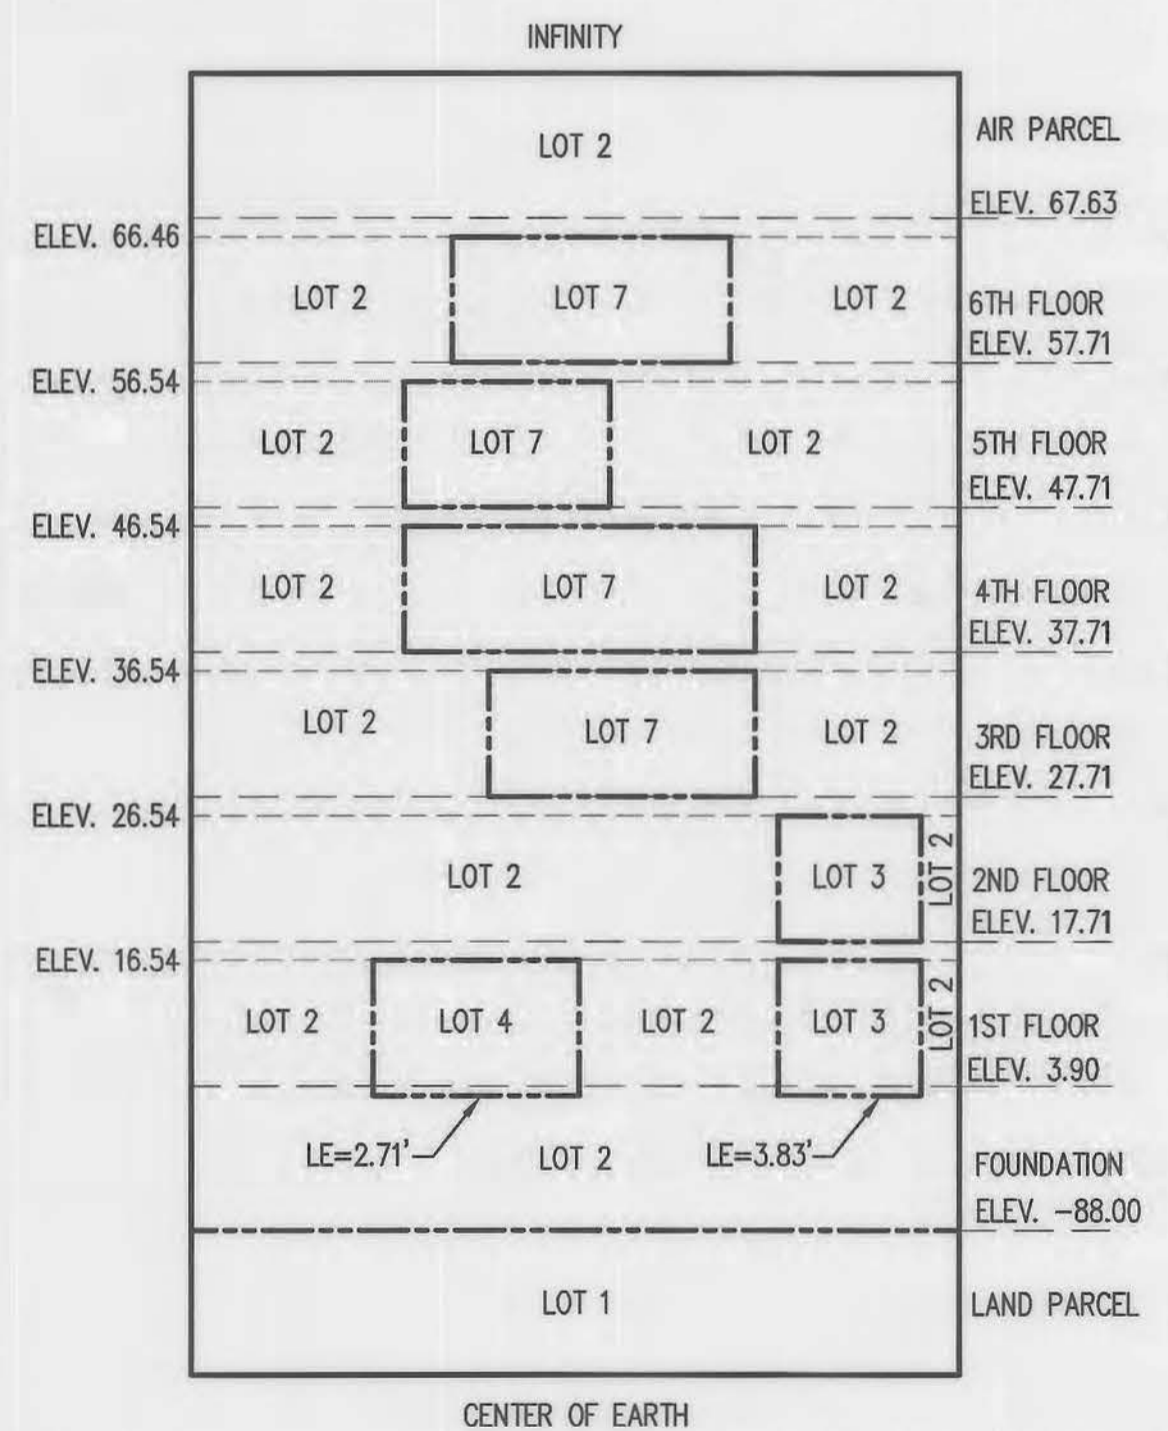 INFINITY
LOT 2
AIR PARCEL
ELEV. 67.63
ELEV. 66.46
LOT 2
LOT 7
LOT 2
6TH FLOOR
ELEV. 57.71
ELEV. 56.54
LOT 2
LOT 7
LOT 2
5TH FLOOR
ELEV. 47.71
ELEV. 46.54
LOT 2
LOT 7
LOT 2
4TH FLOOR
ELEV. 37.71
ELEV. 36.54
LOT 2
LOT 7
LOT 2
3RD FLOOR
ELEV. 27.71
ELEV. 26.54
LOT 2
LOT 3
LOT 2
2ND FLOOR
ELEV. 17.71
ELEV. 16.54
LOT 2
LOT 4
LOT 2
LOT 3
LOT 2
1ST FLOOR
ELEV. 3.90
LE=2.71'
LOT 2
LE=3.83'
FOUNDATION
ELEV. -88.00
LOT 1
LAND PARCEL
CENTER OF EARTH